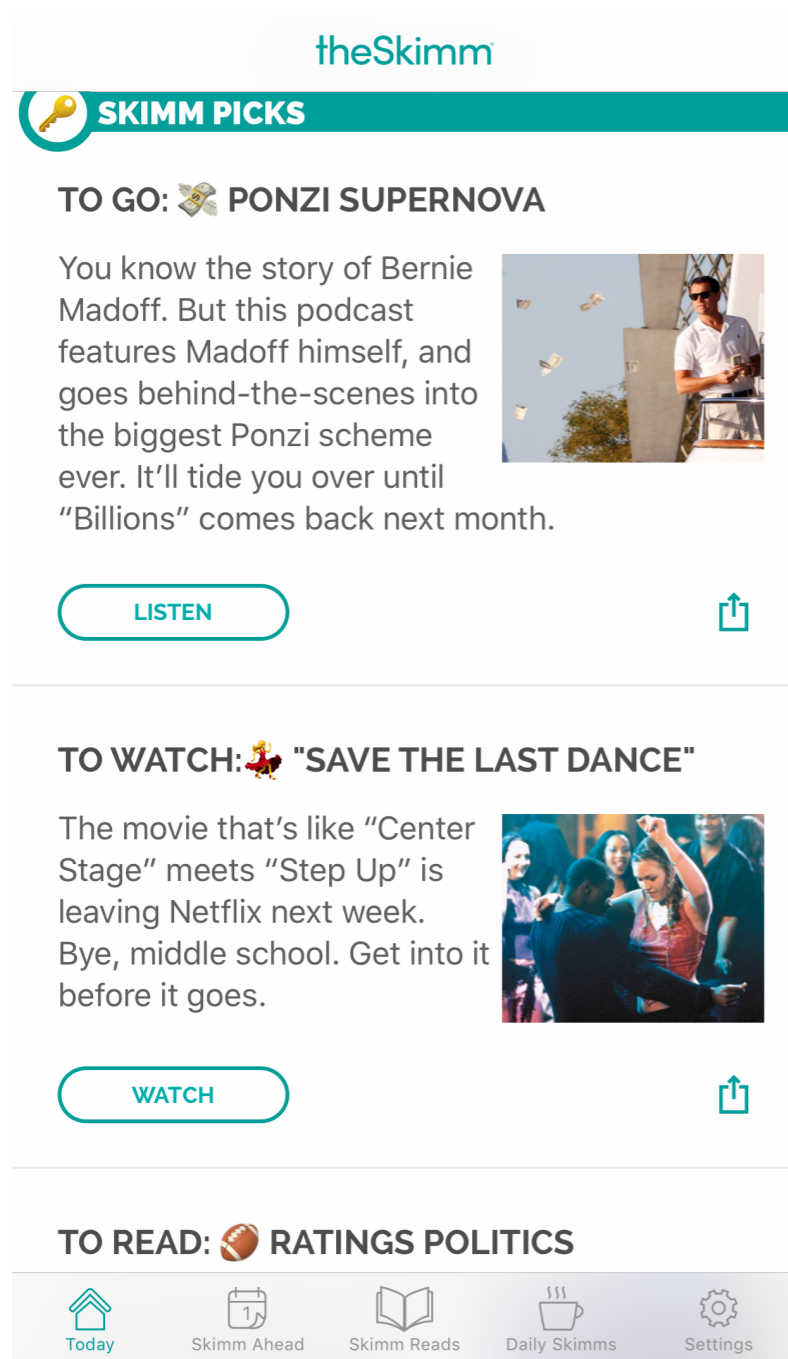 theSkimm
SKIMM PICKS
TO GO: 💸 PONZI SUPERNOVA
You know the story of Bernie
Madoff. But this podcast
features Madoff himself, and
goes behind-the-scenes into
the biggest Ponzi scheme
ever. It’ll tide you over until
“Billions” comes back next month.
LISTEN
TO WATCH:💃 "SAVE THE LAST DANCE"
The movie that’s like “Center
Stage” meets “Step Up” is
leaving Netflix next week.
Bye, middle school. Get into it
before it goes.
WATCH
TO READ: 🏈 RATINGS POLITICS
1
Today
Skimm Ahead
Skimm Reads
Daily Skimms
Settings